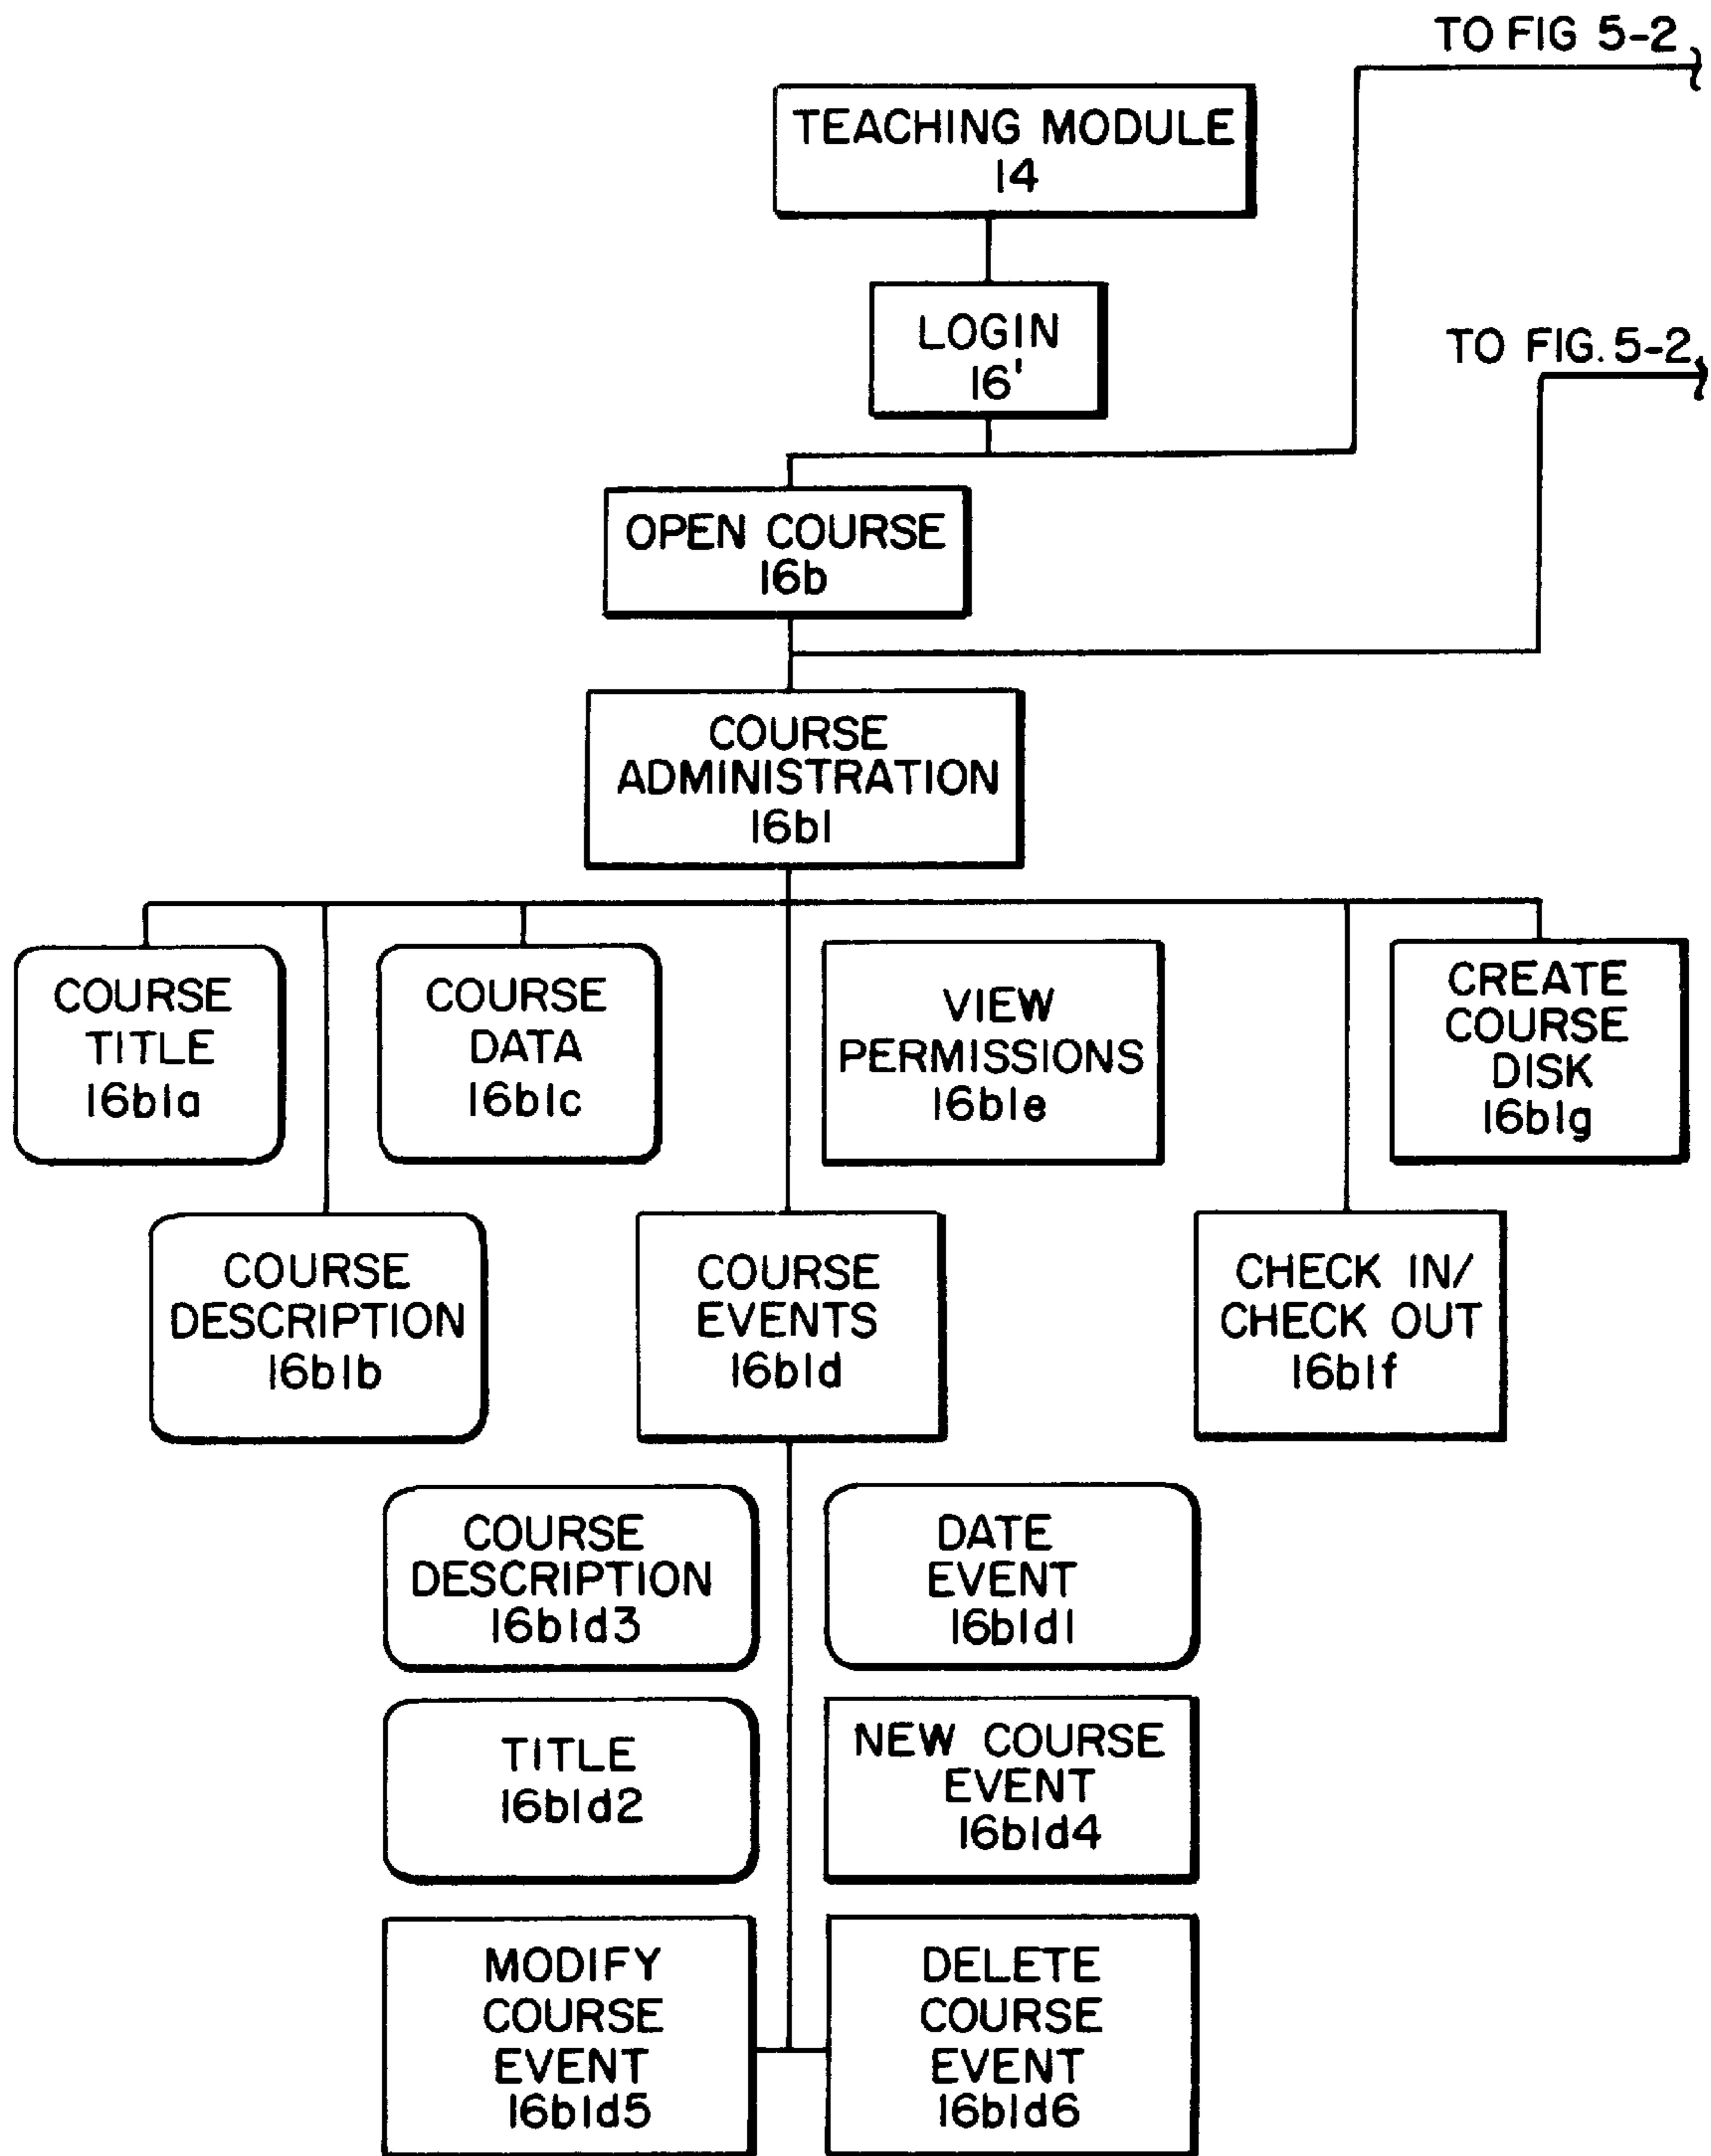 TO FIG 5-2
TEACHING MODULE
14
LOGIN
16'
TO FIG. 5-2
OPEN COURSE
16b
COURSE
ADMINISTRATION
16b1
COURSE
TITLE
16b1a
COURSE
DATA
16b1c
VIEW
PERMISSIONS
16b1e
CREATE
COURSE
DISK
16b1g
COURSE
DESCRIPTION
16b1b
COURSE
EVENTS
16b1d
CHECK IN/
CHECK OUT
16b1f
COURSE
DESCRIPTION
16b1d3
DATE
EVENT
16b1d1
TITLE
16b1d2
NEW COURSE
EVENT
16b1d4
MODIFY
COURSE
EVENT
16b1d5
DELETE
COURSE
EVENT
16b1d6